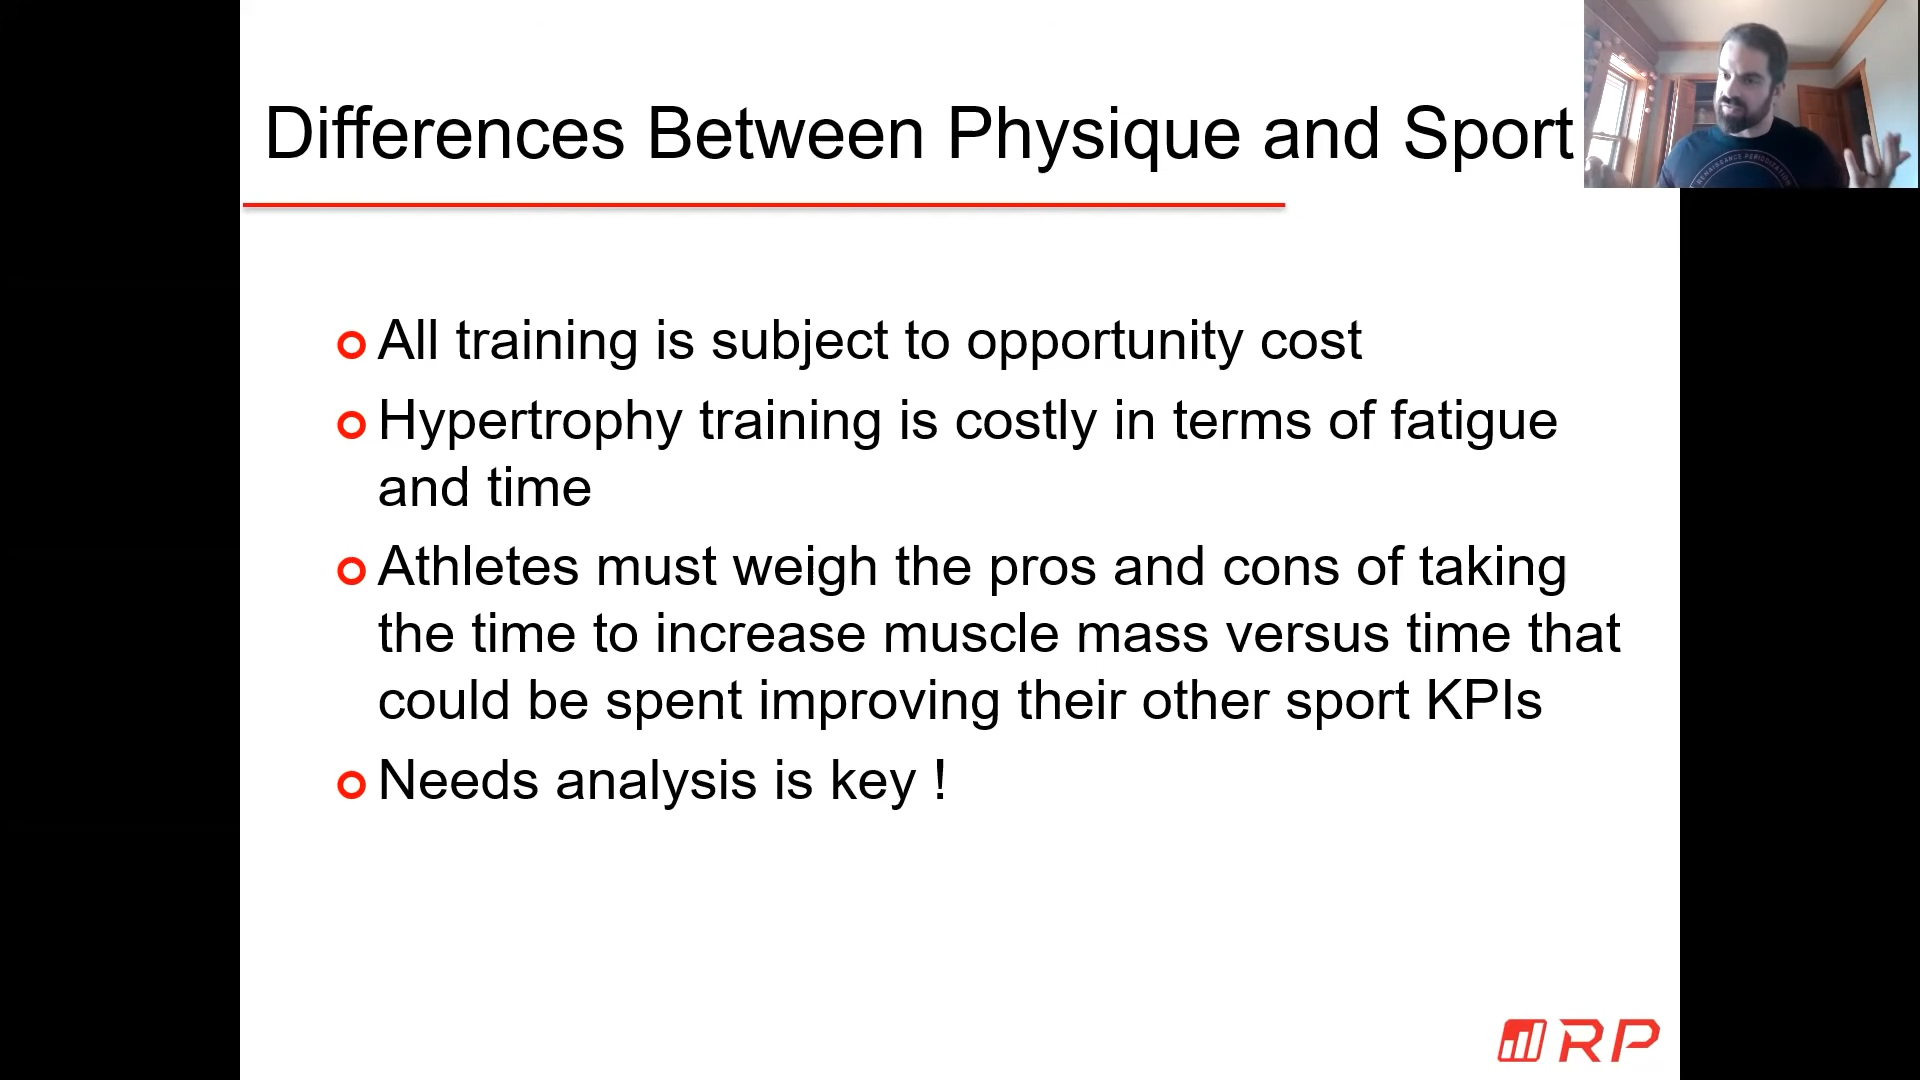 Differences Between Physique and Sport
All training is subject to opportunity cost
Hypertrophy training is costly in terms of fatigue
and time
Athletes must weigh the pros and cons of taking
the time to increase muscle mass versus time that
could be spent improving their other sport KPIs
Needs analysis is key !
RENAISSANCE PERIODIZATION
RP